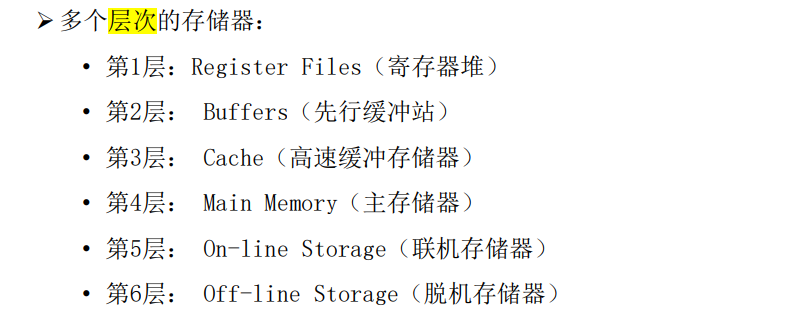 ➢ 多个层次的存储器:
• 第1层: Register Files（寄存器堆）
• 第2层: Buffers（先行缓冲站）
• 第3层: Cache（高速缓冲存储器）
• 第4层: Main Memory（主存储器）
• 第5层: On-line Storage（联机存储器）
• 第6层: Off-line Storage（脱机存储器）